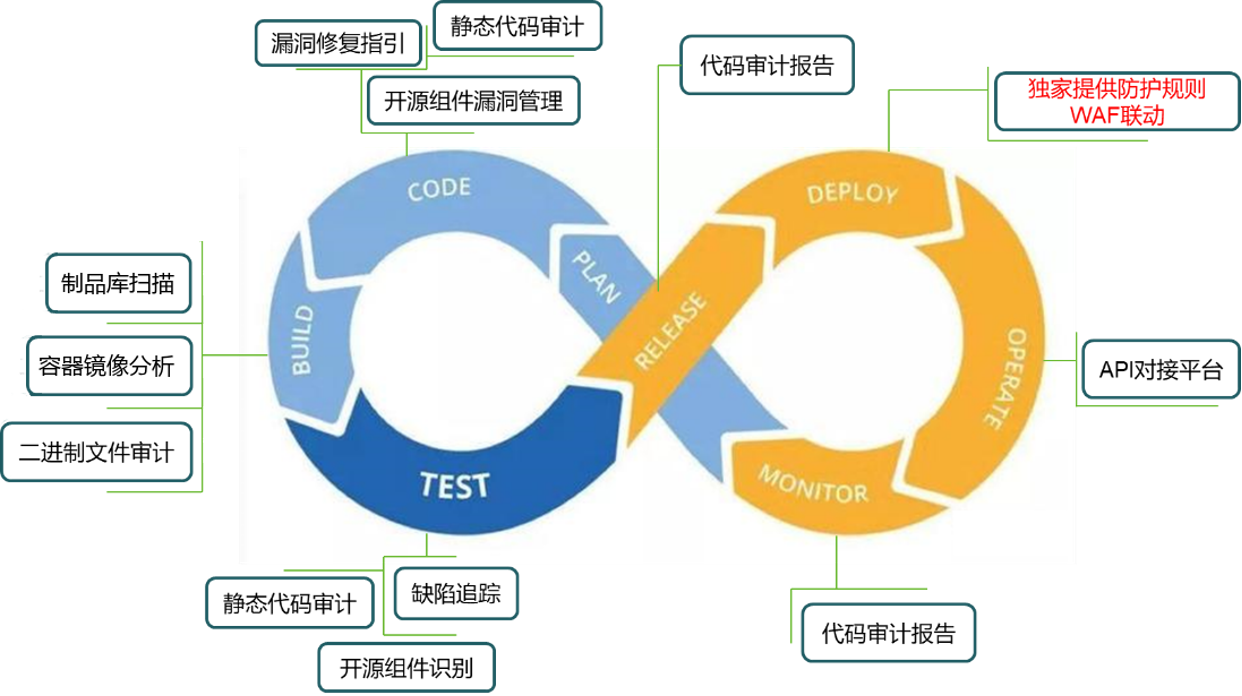 静态代码审计
漏洞修复指引
开源组件漏洞管理
代码审计报告
独家提供防护规则
WAF联动
CODE
DEPLOY
PLAN
制品库扫描
BUILD
RELEASE
OPERATE
容器镜像分析
API对接平台
二进制文件审计
TEST
MONITOR
静态代码审计
缺陷追踪
开源组件识别
代码审计报告